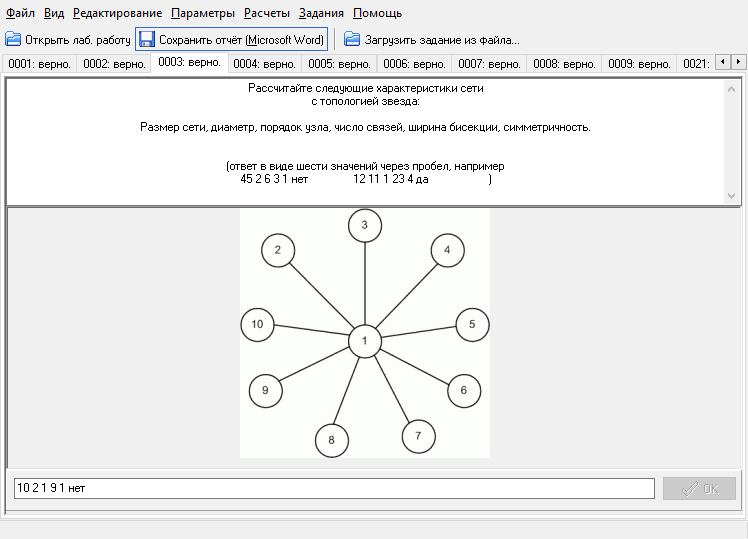 Файл Вид Редактирование Параметры Расчеты Задания Помощь
Открыть лаб. работу Сохранить отчёт (Microsoft Word) Загрузить задание из файла...
0001: верно. 0002: верно. 0003: верно. 0004: верно. 0005: верно. 0006: верно. 0007: верно. 0008: верно. 0009: верно. 0021:
Рассчитайте следующие характеристики сети
с топологией звезда:
Размер сети, диаметр, порядок узла, число связей, ширина бисекции, симметричность.
(ответ в виде шести значений через пробел, например
45 2 6 3 1 нет 12 11 1 23 4 да )
3
2 4
10 1 5
9 6
8 7
10 2 1 9 1 нет OK